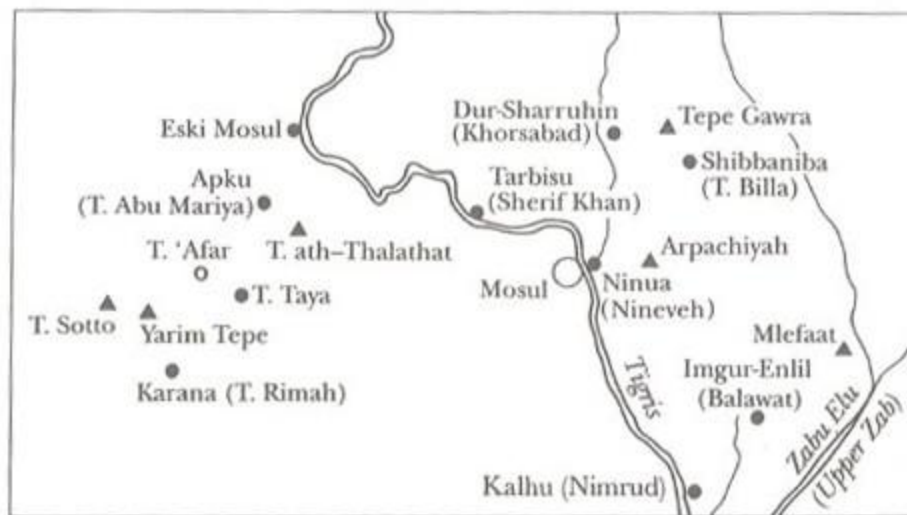 Eski Mosul
Dur-Sharruhin
(Khorsabad)
Tepe Gawra
Shibbaniba
(T. Billa)
Apku
(T. Abu Mariya)
Tarbisu
(Sherif Khan)
T. ‘Afar
T. ath–Thalathat
Arpachiyah
T. Taya
Mosul
Ninua
(Nineveh)
T. Sotto
Yarim Tepe
Mlefaat
Karana (T. Rimah)
Tigris
Imgur-Enlil
(Balawat)
Zabu Elu
(Upper Zab)
Kalhu (Nimrud)